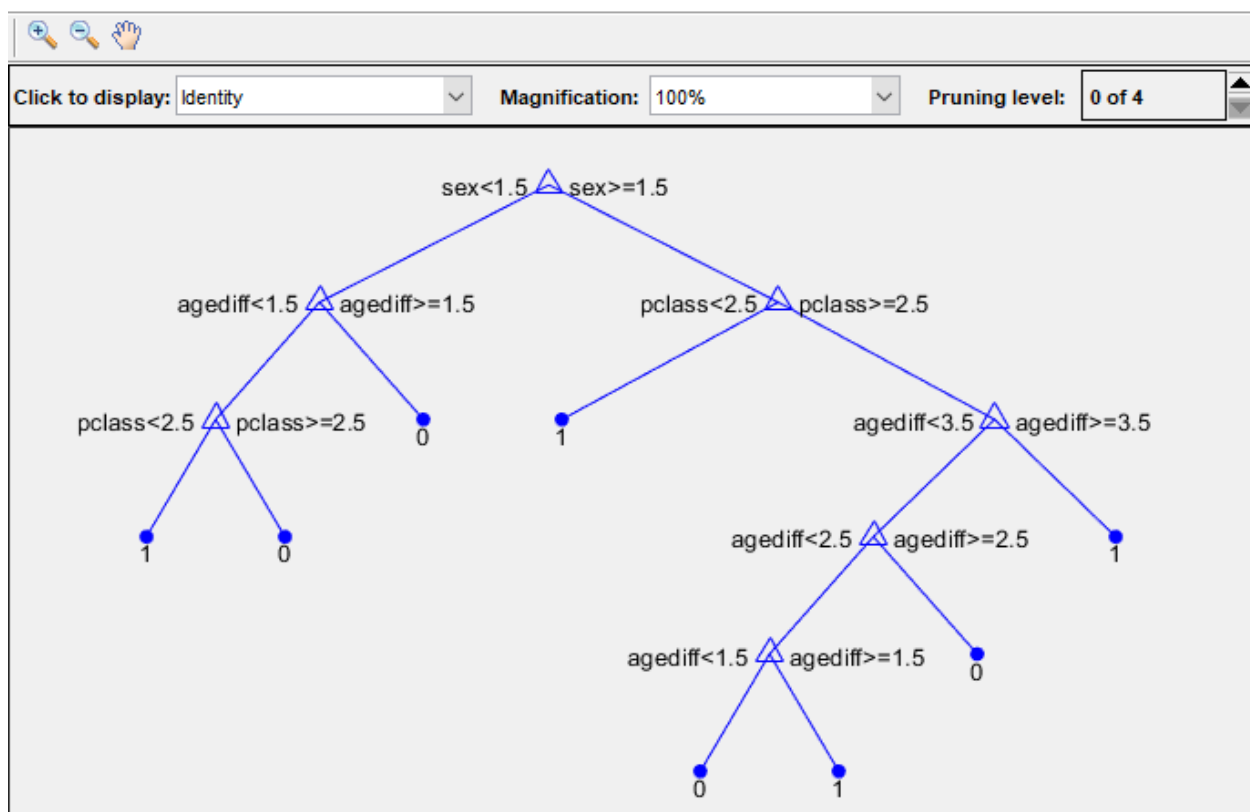 Click to display: Identity Magnification: 100% Pruning level: 0 of 4
sex<1.5 sex>=1.5
agediff<1.5 agediff>=1.5 pclass<2.5 pclass>=2.5
pclass<2.5 pclass>=2.5 0 1 agediff<3.5 agediff>=3.5
1 0 agediff<2.5 agediff>=2.5 1
agediff<1.5 agediff>=1.5 0
0 1